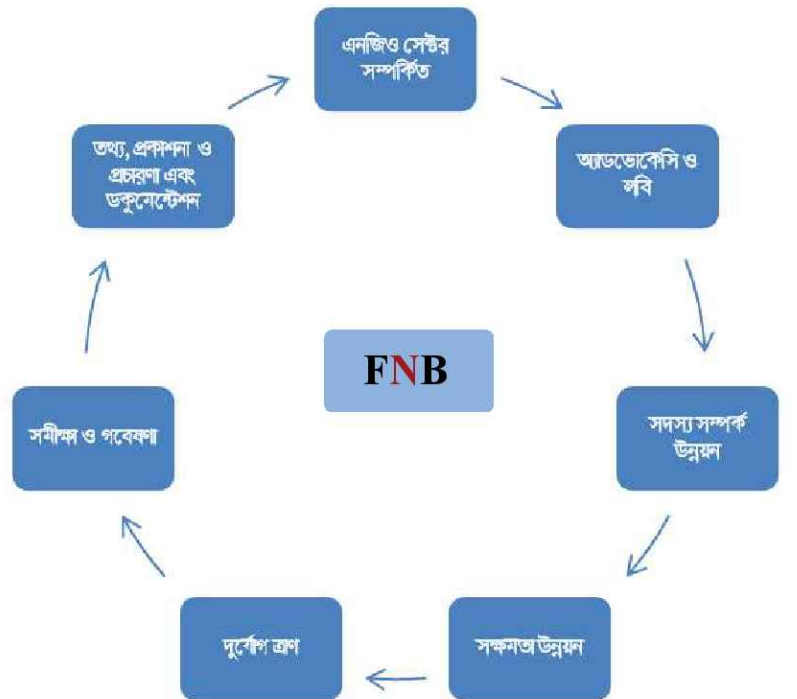 এনজিও সেক্টর
সম্পর্কিত
অ্যাডভোকেসি ও
লবি
সদস্য সম্পর্ক
উন্নয়ন
সক্ষমতা উন্নয়ন
দুর্যোগ ত্রাণ
সমীক্ষা ও গবেষণা
তথ্য, প্রকাশনা ও
প্রচারণা এবং
ডকুমেন্টেশন
FNB